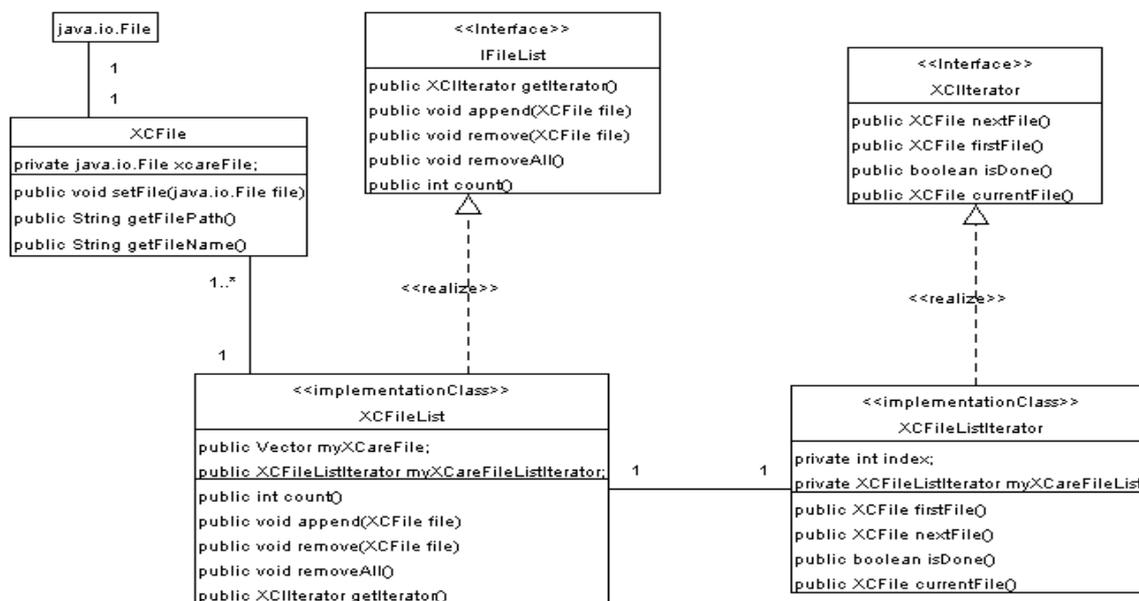 java.io.File
1
1
XCFile
private java.io.File xcareFile;
public void setFile(java.io.File file)
public String getFilePath()
public String getFileName()
1..*
1
<<Interface>>
IFileList
public XCIIterator getIterator()
public void append(XCFile file)
public void remove(XCFile file)
public void removeAll()
public int count()
<<realize>>
<<Interface>>
XCIIterator
public XCFile nextFile()
public XCFile firstFile()
public boolean isDone()
public XCFile currentFile()
<<realize>>
<<implementationClass>>
XCFileList
public Vector myXCareFile;
public XCFileListIterator myXCareFileListIterator;
public int count()
public void append(XCFile file)
public void remove(XCFile file)
public void removeAll()
public XCIIterator getIterator()
1
1
<<implementationClass>>
XCFileListIterator
private int index;
private XCFileListIterator myXCareFileList
public XCFile firstFile()
public XCFile nextFile()
public boolean isDone()
public XCFile currentFile()